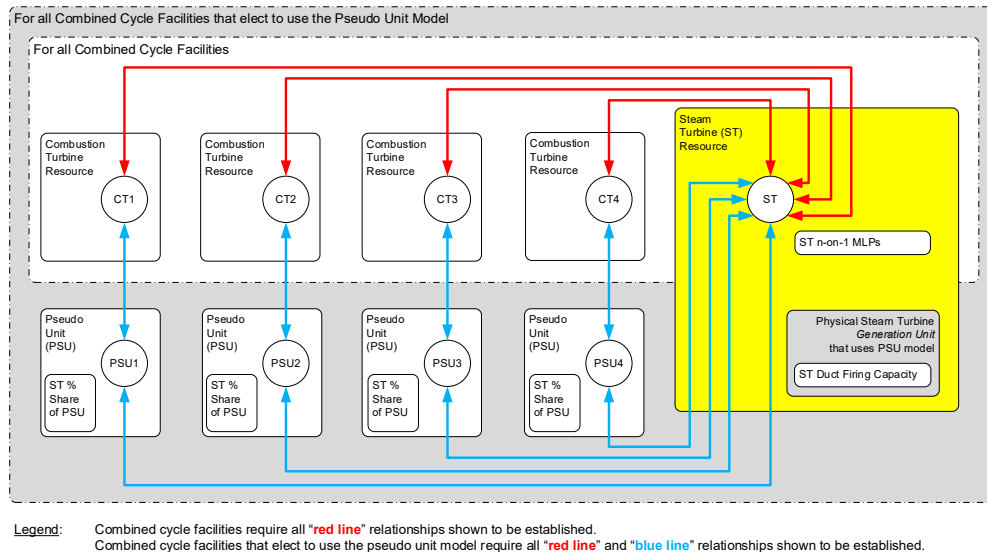 For all Combined Cycle Facilities that elect to use the Pseudo Unit Model
For all Combined Cycle Facilities
Combustion
Turbine
Resource
CT1
Combustion
Turbine
Resource
CT2
Combustion
Turbine
Resource
CT3
Combustion
Turbine
Resource
CT4
Steam
Turbine (ST)
Resource
ST
ST n-on-1 MLPs
Pseudo
Unit
(PSU)
PSU1
ST %
Share
of PSU
Pseudo
Unit
(PSU)
PSU2
ST %
Share
of PSU
Pseudo
Unit
(PSU)
PSU3
ST %
Share
of PSU
Pseudo
Unit
(PSU)
PSU4
ST %
Share
of PSU
Physical Steam Turbine
Generation Unit
that uses PSU model
ST Duct Firing Capacity
Legend: Combined cycle facilities require all “red line” relationships shown to be established.
Combined cycle facilities that elect to use the pseudo unit model require all “red line” and “blue line” relationships shown to be established.